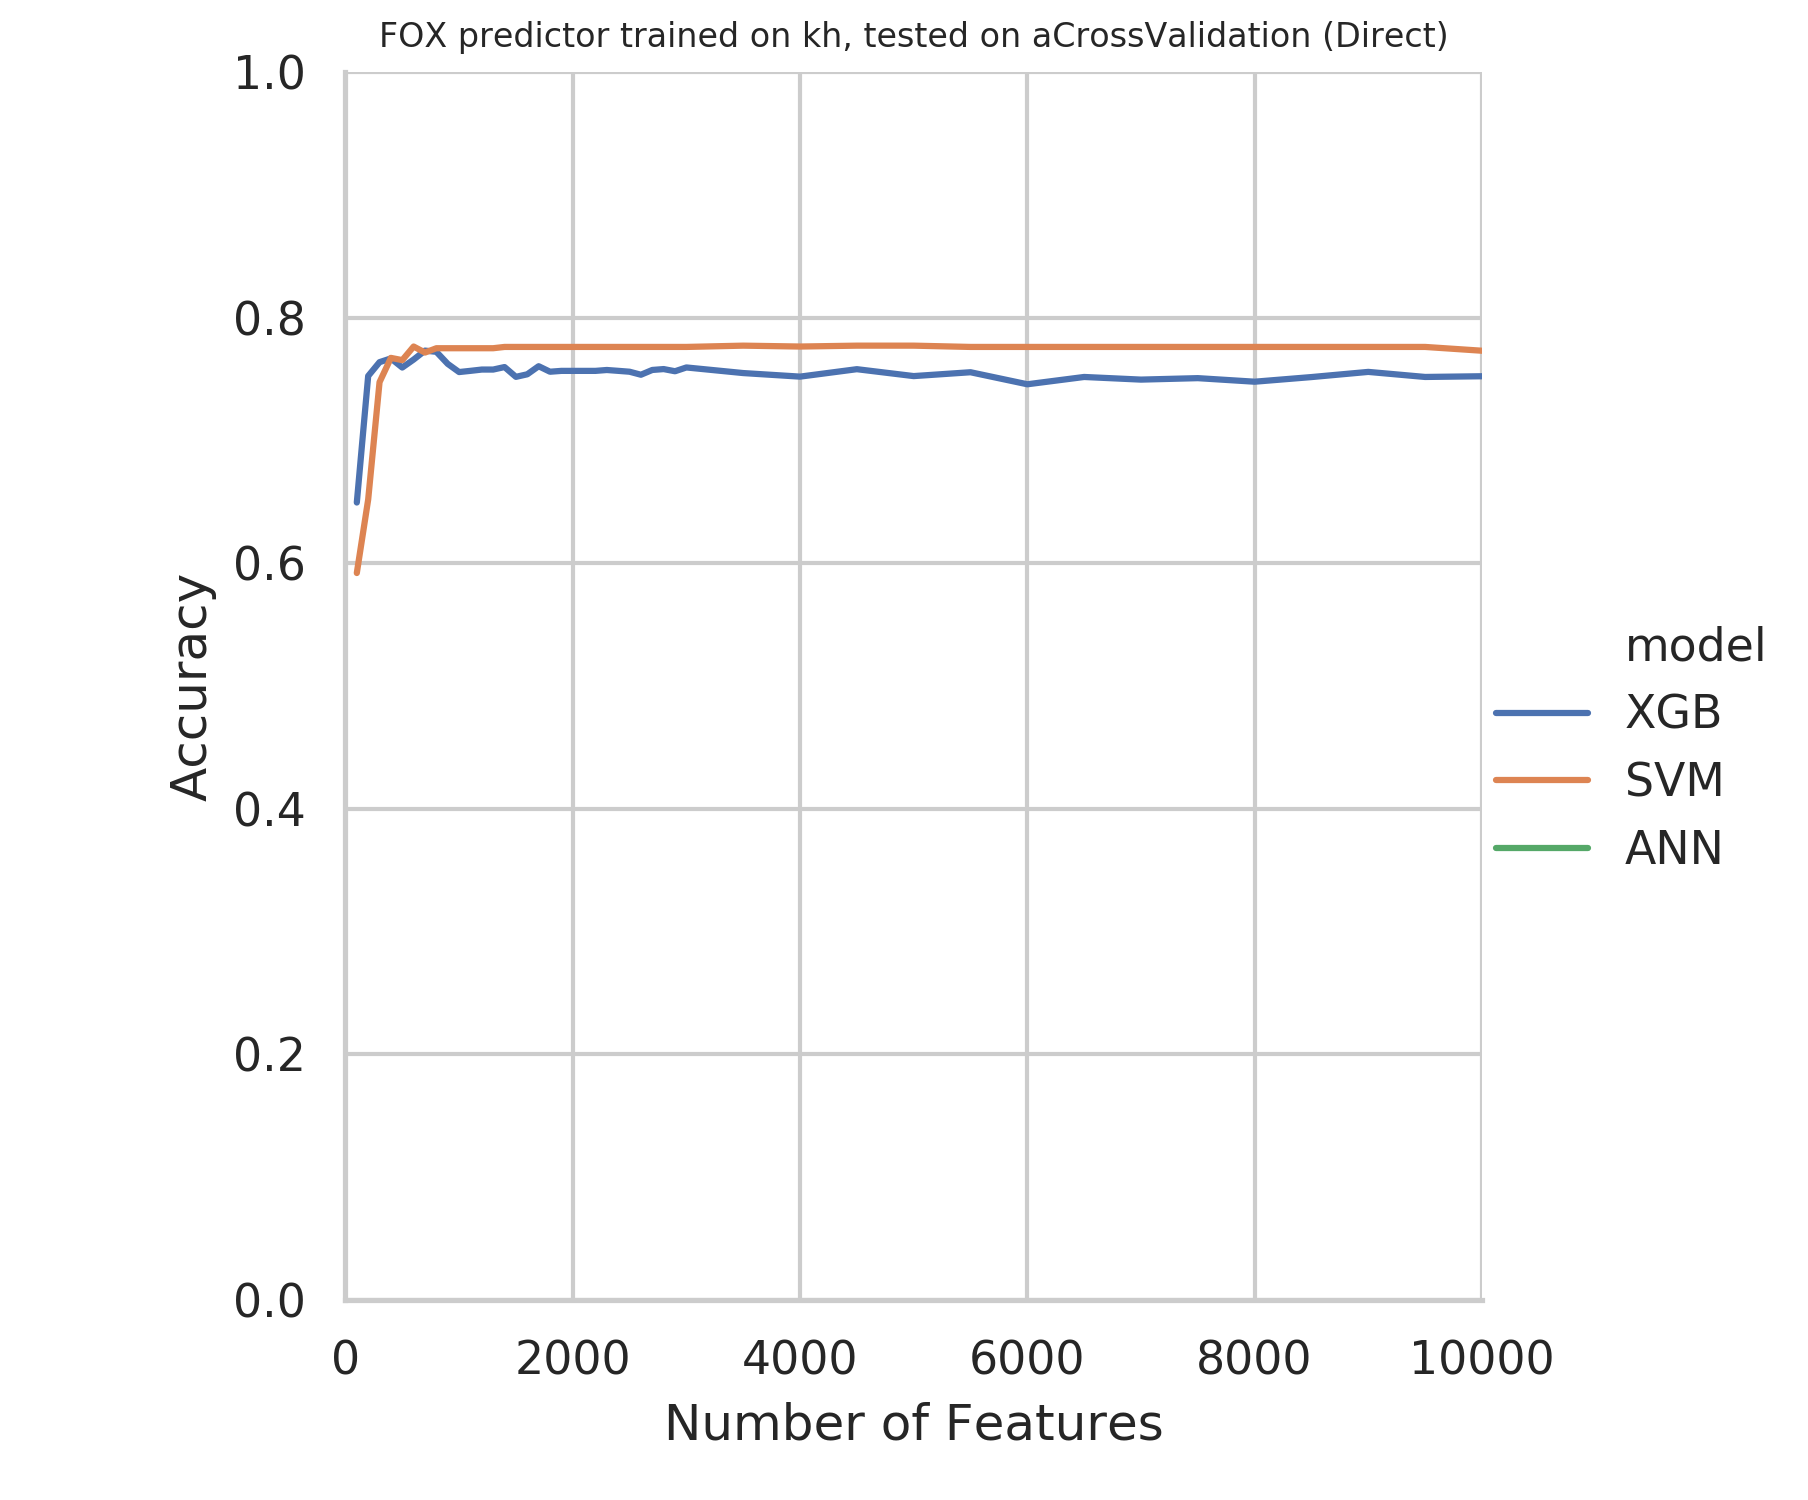 FOX predictor trained on kh, tested on aCrossValidation (Direct)
1.0
0.8
0.6
0.4
0.2
0.0
Accuracy
0 2000 4000 6000 8000 10000
Number of Features
model
XGB
SVM
ANN